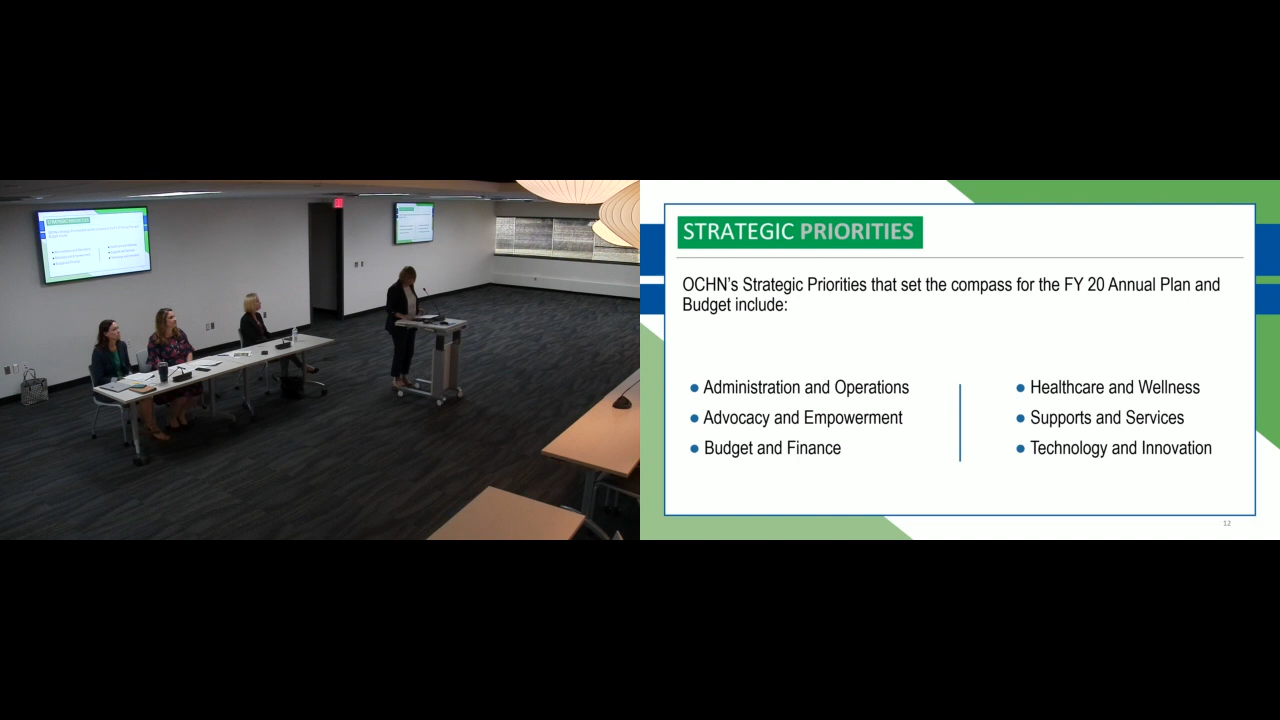 STRATEGIC PRIORITIES
OCHN's Strategic Priorities that set the compass for the FY 20 Annual Plan and
Budget include:
● Administration and Operations
● Advocacy and Empowerment
● Budget and Finance
● Healthcare and Wellness
● Supports and Services
● Technology and Innovation
12